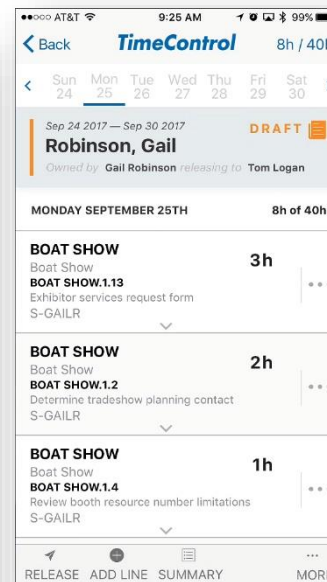 AT&T 9:25 AM 99%
Back TimeControl 8h / 40h
Sun Mon Tue Wed Thu Fri Sat
24 25 26 27 28 29 30
Sep 24 2017 — Sep 30 2017 DRAFT
Robinson, Gail
Owned by Gail Robinson releasing to Tom Logan
MONDAY SEPTEMBER 25TH 8h of 40h
BOAT SHOW 3h
Boat Show
BOAT SHOW.1.13
Exhibitor services request form
S-GAILR
BOAT SHOW 2h
Boat Show
BOAT SHOW.1.2
Determine tradeshow planning contact
S-GAILR
BOAT SHOW 1h
Boat Show
BOAT SHOW.1.4
Review booth resource number limitations
S-GAILR
RELEASE ADD LINE SUMMARY MOR